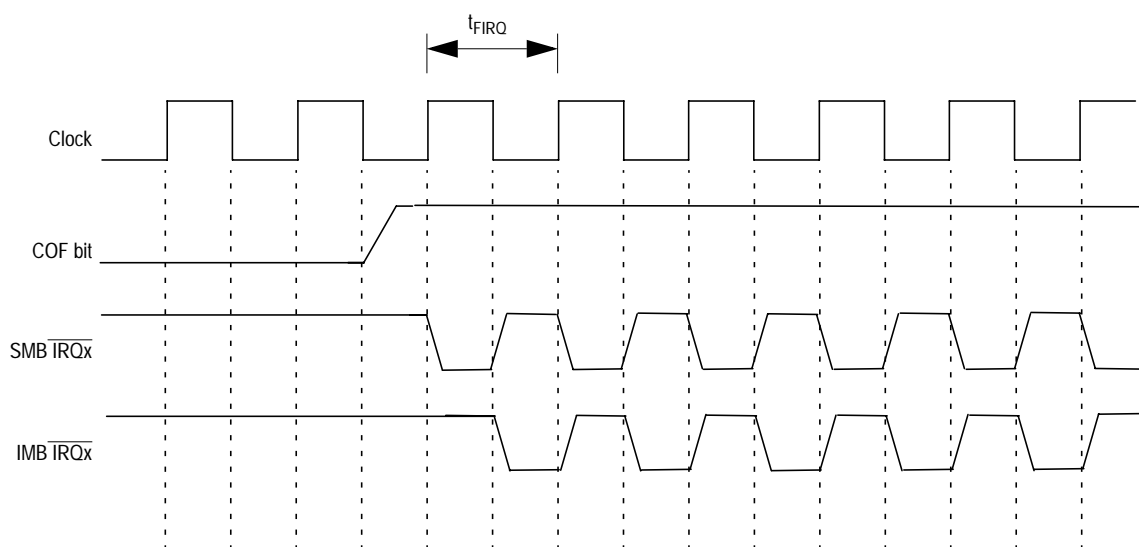 tFIRQ
Clock
COF bit
SMB IRQx
IMB IRQx